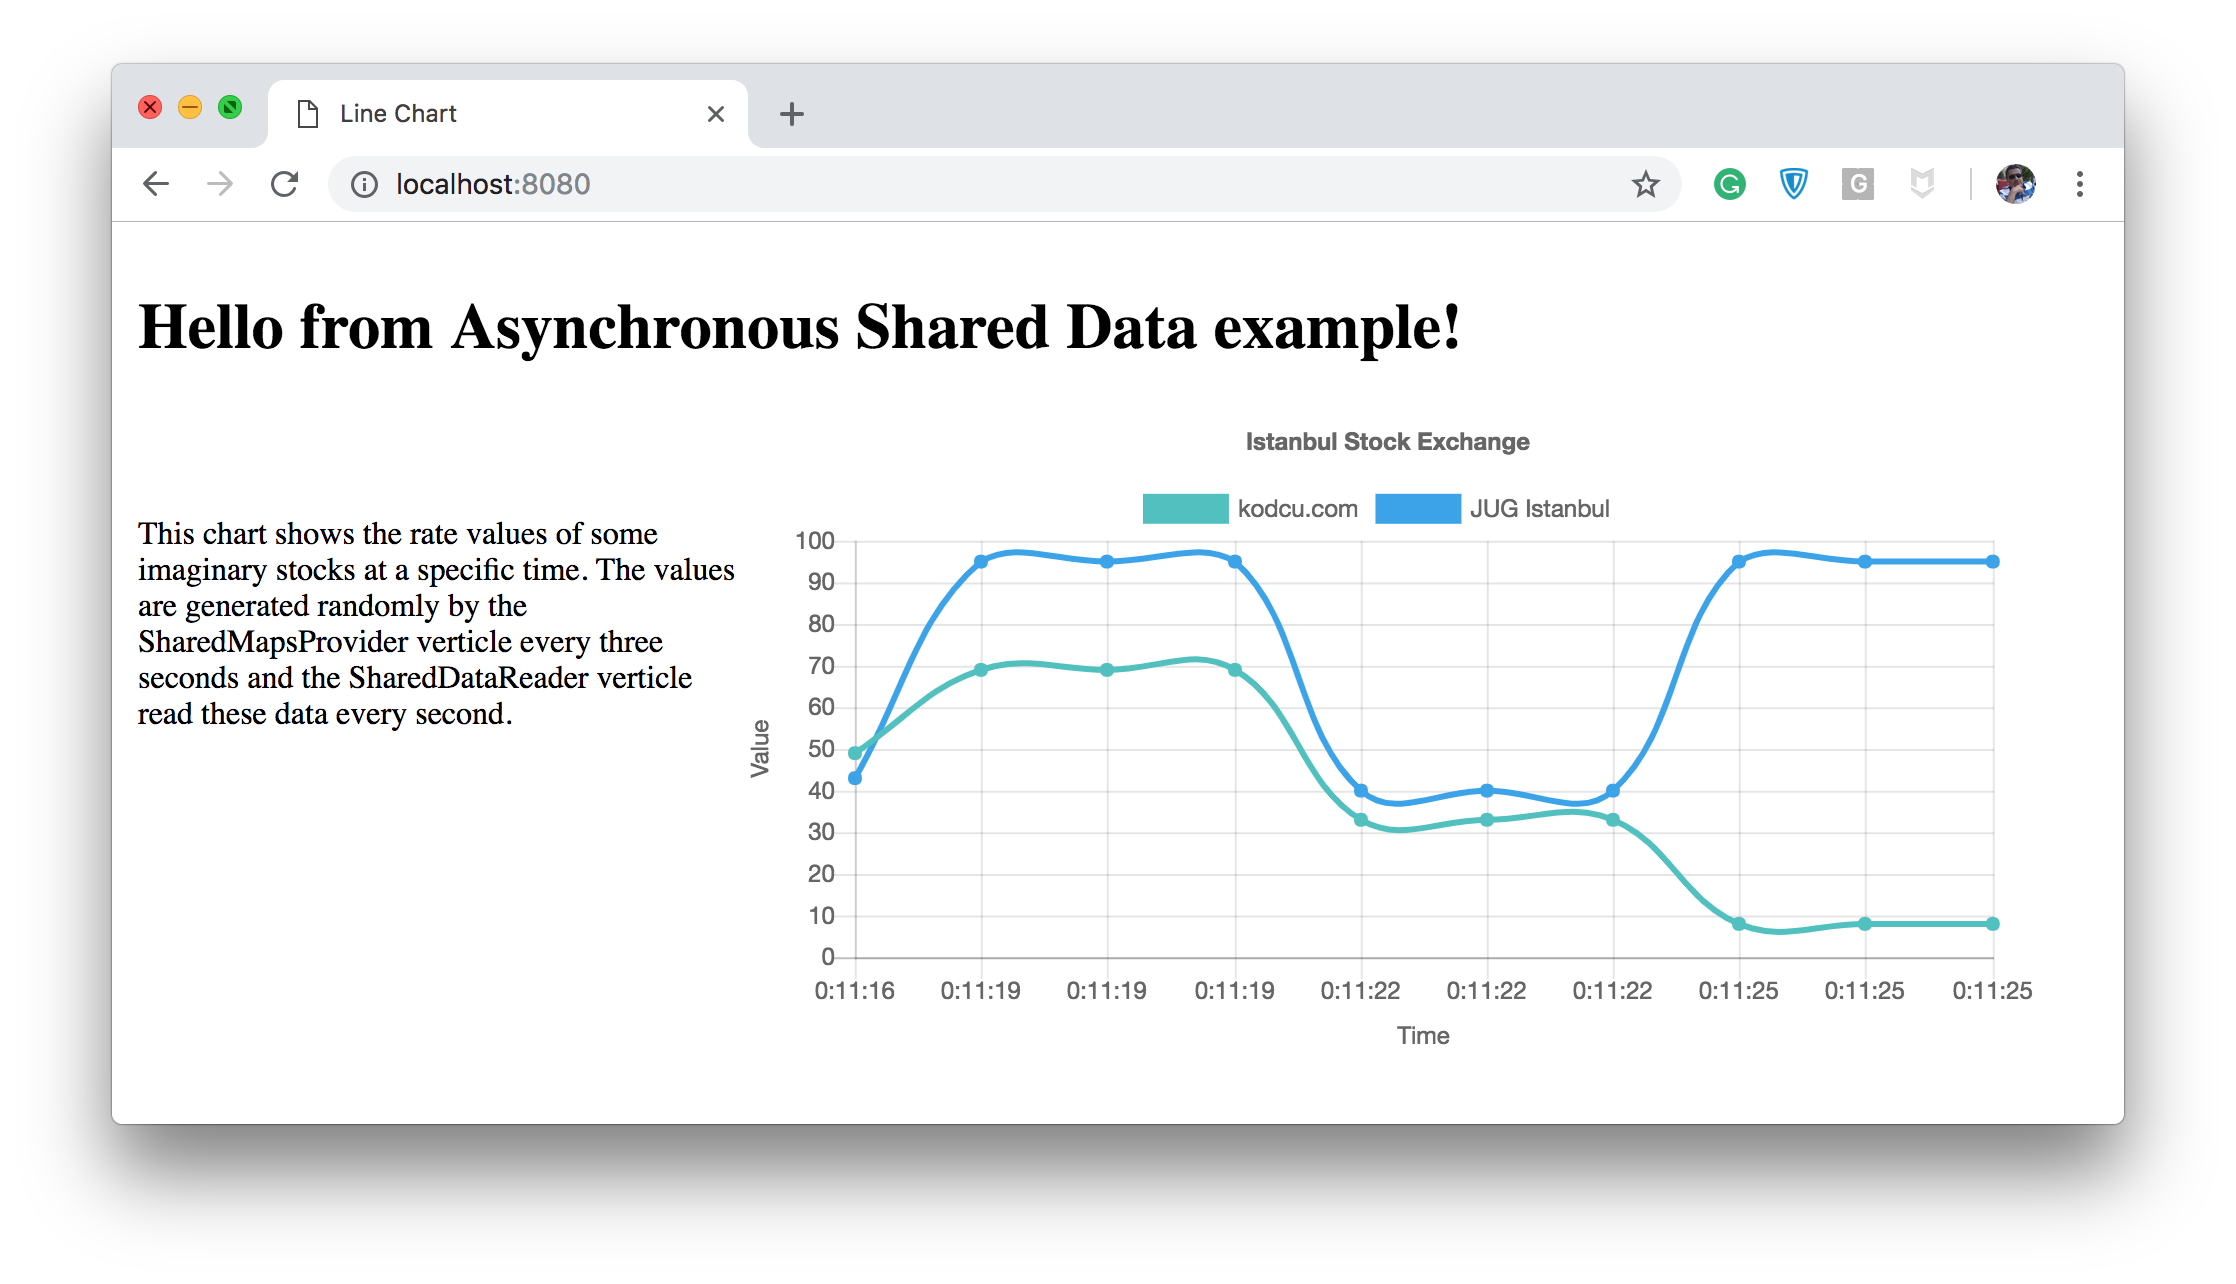 Line Chart
localhost:8080
G
G
Hello from Asynchronous Shared Data example!
This chart shows the rate values of some
imaginary stocks at a specific time. The values
are generated randomly by the
SharedMapsProvider verticle every three
seconds and the SharedDataReader verticle
read these data every second.
Istanbul Stock Exchange
kodcu.com JUG Istanbul
Value
100
90
80
70
60
50
40
30
20
10
0
0:11:16 0:11:19 0:11:19 0:11:19 0:11:22 0:11:22 0:11:22 0:11:25 0:11:25 0:11:25
Time